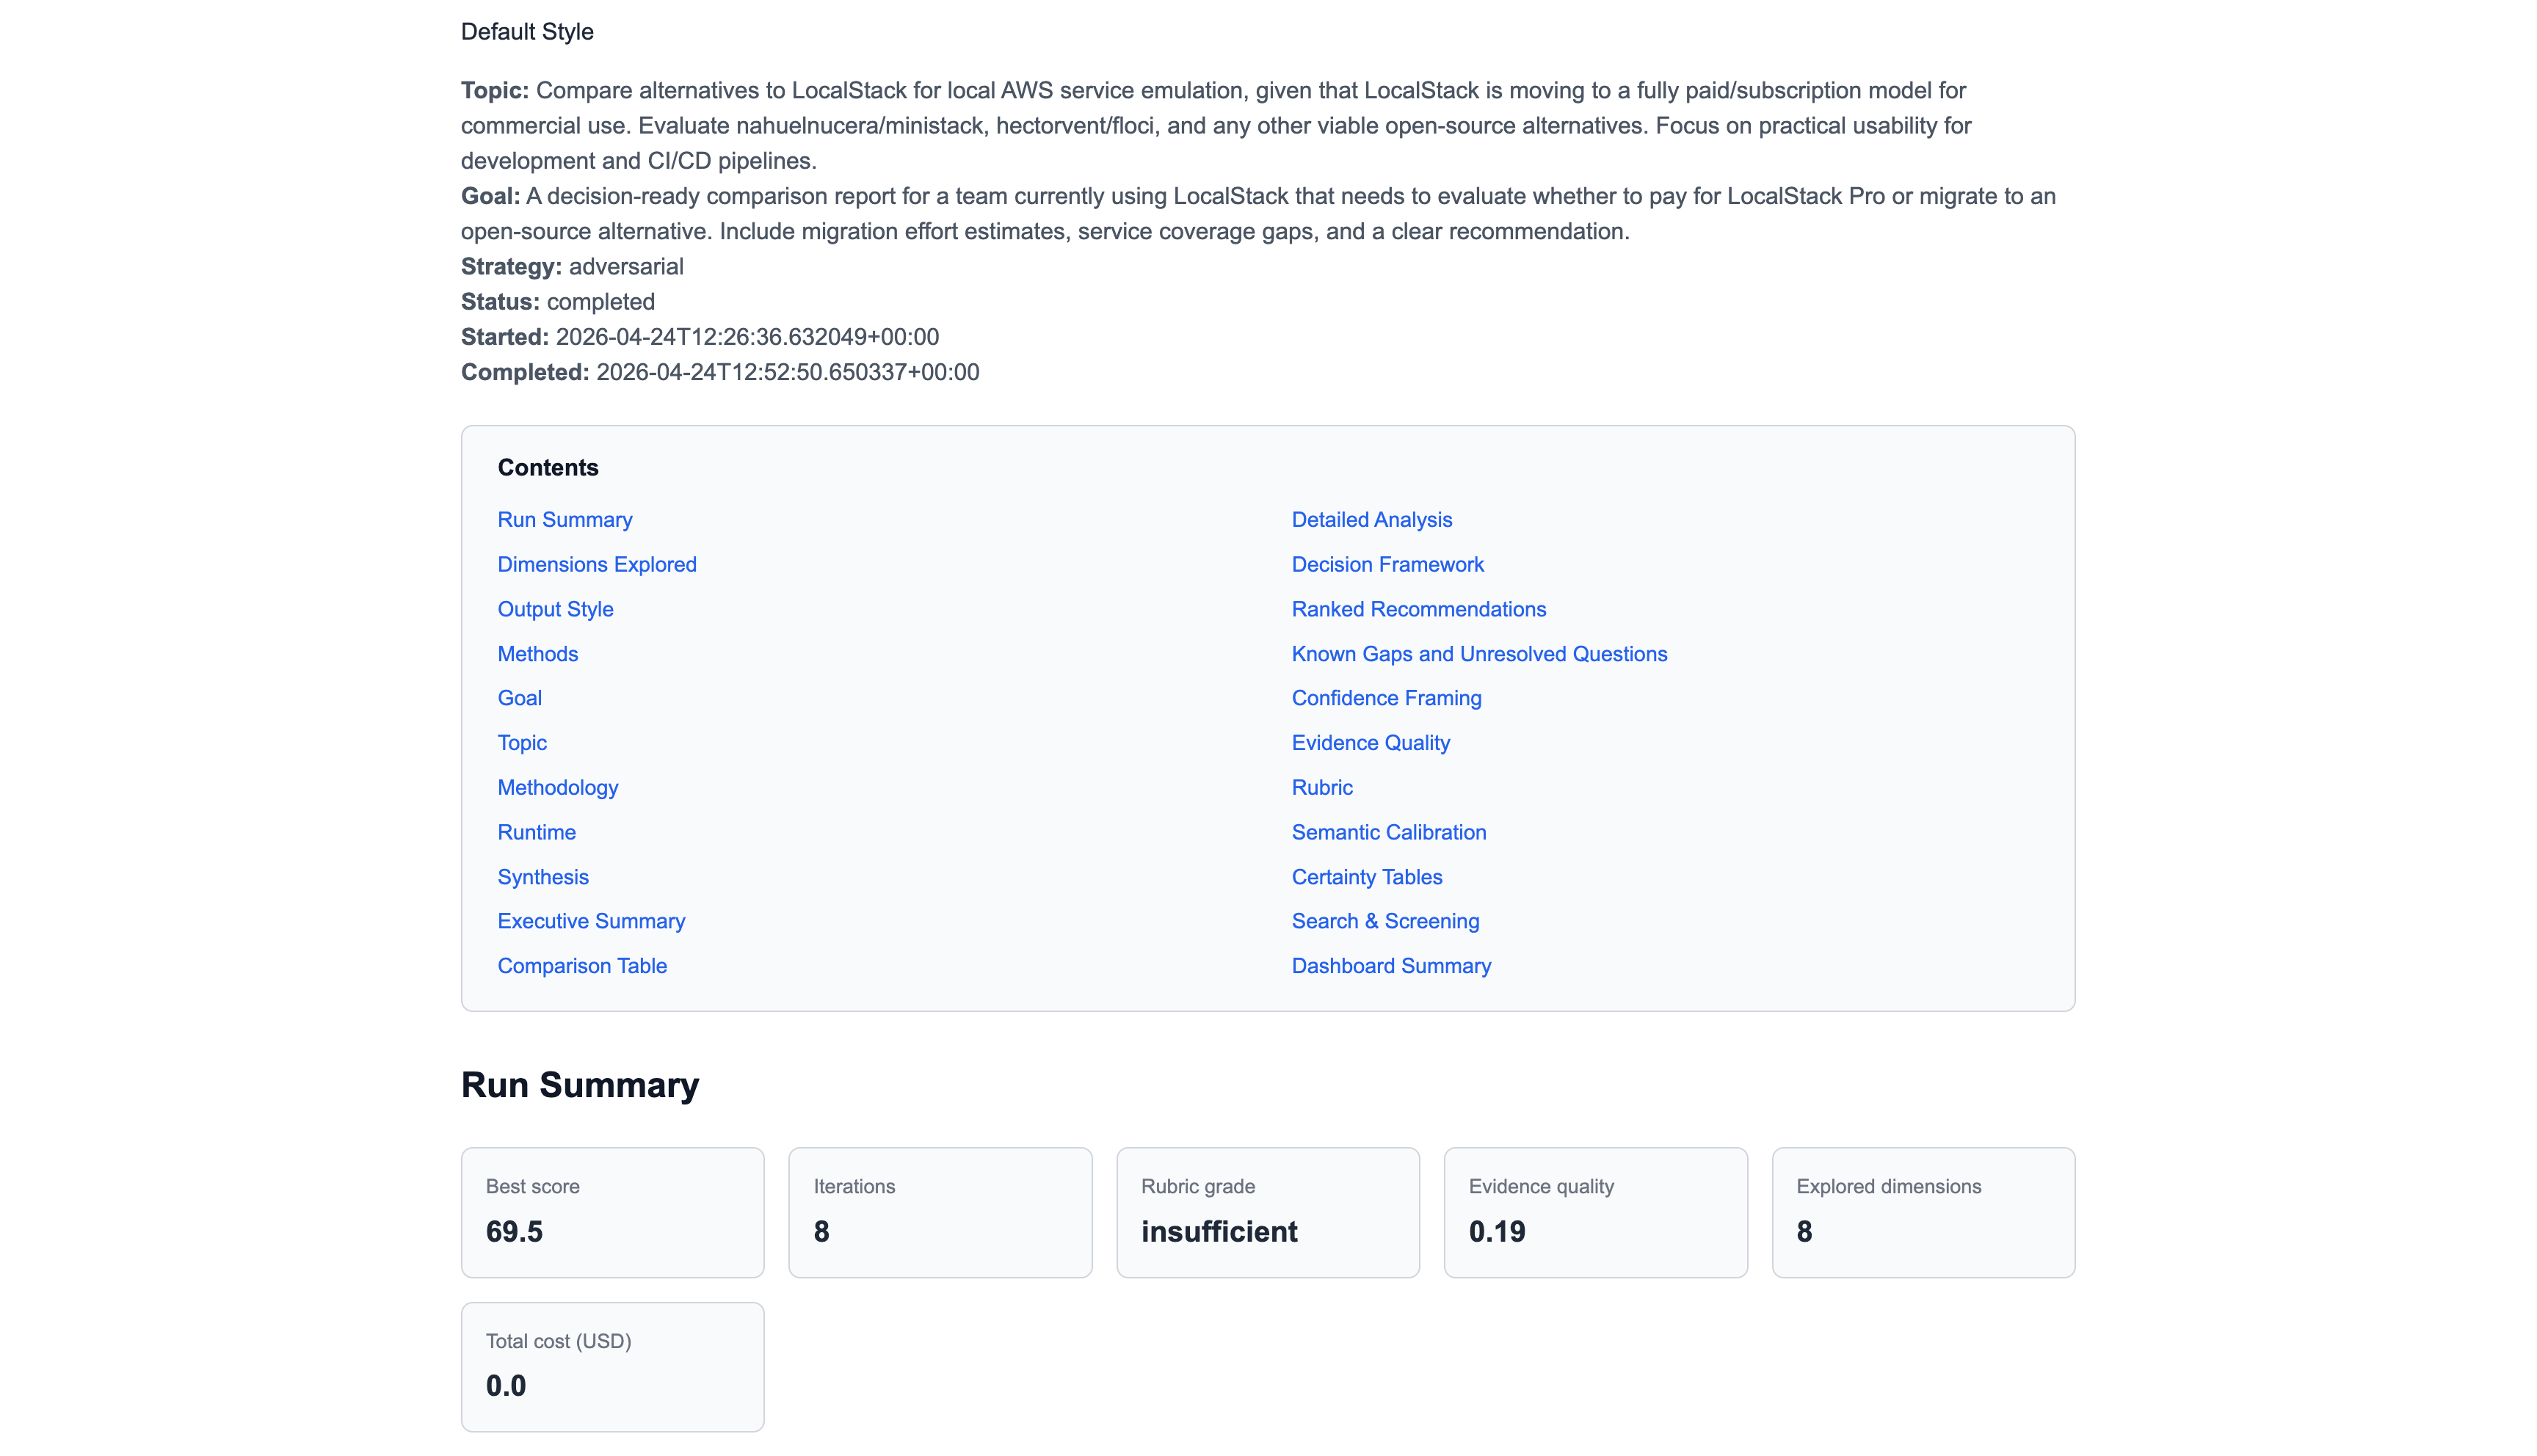 Default Style
Topic: Compare alternatives to LocalStack for local AWS service emulation, given that LocalStack is moving to a fully paid/subscription model for
commercial use. Evaluate nahuelnucera/ministack, hectorvent/floci, and any other viable open-source alternatives. Focus on practical usability for
development and CI/CD pipelines.
Goal: A decision-ready comparison report for a team currently using LocalStack that needs to evaluate whether to pay for LocalStack Pro or migrate to an
open-source alternative. Include migration effort estimates, service coverage gaps, and a clear recommendation.
Strategy: adversarial
Status: completed
Started: 2026-04-24T12:26:36.632049+00:00
Completed: 2026-04-24T12:52:50.650337+00:00
Contents
Run Summary
Dimensions Explored
Output Style
Methods
Goal
Topic
Methodology
Runtime
Synthesis
Executive Summary
Comparison Table
Detailed Analysis
Decision Framework
Ranked Recommendations
Known Gaps and Unresolved Questions
Confidence Framing
Evidence Quality
Rubric
Semantic Calibration
Certainty Tables
Search & Screening
Dashboard Summary
Run Summary
Best score
69.5
Iterations
8
Rubric grade
insufficient
Evidence quality
0.19
Explored dimensions
8
Total cost (USD)
0.0